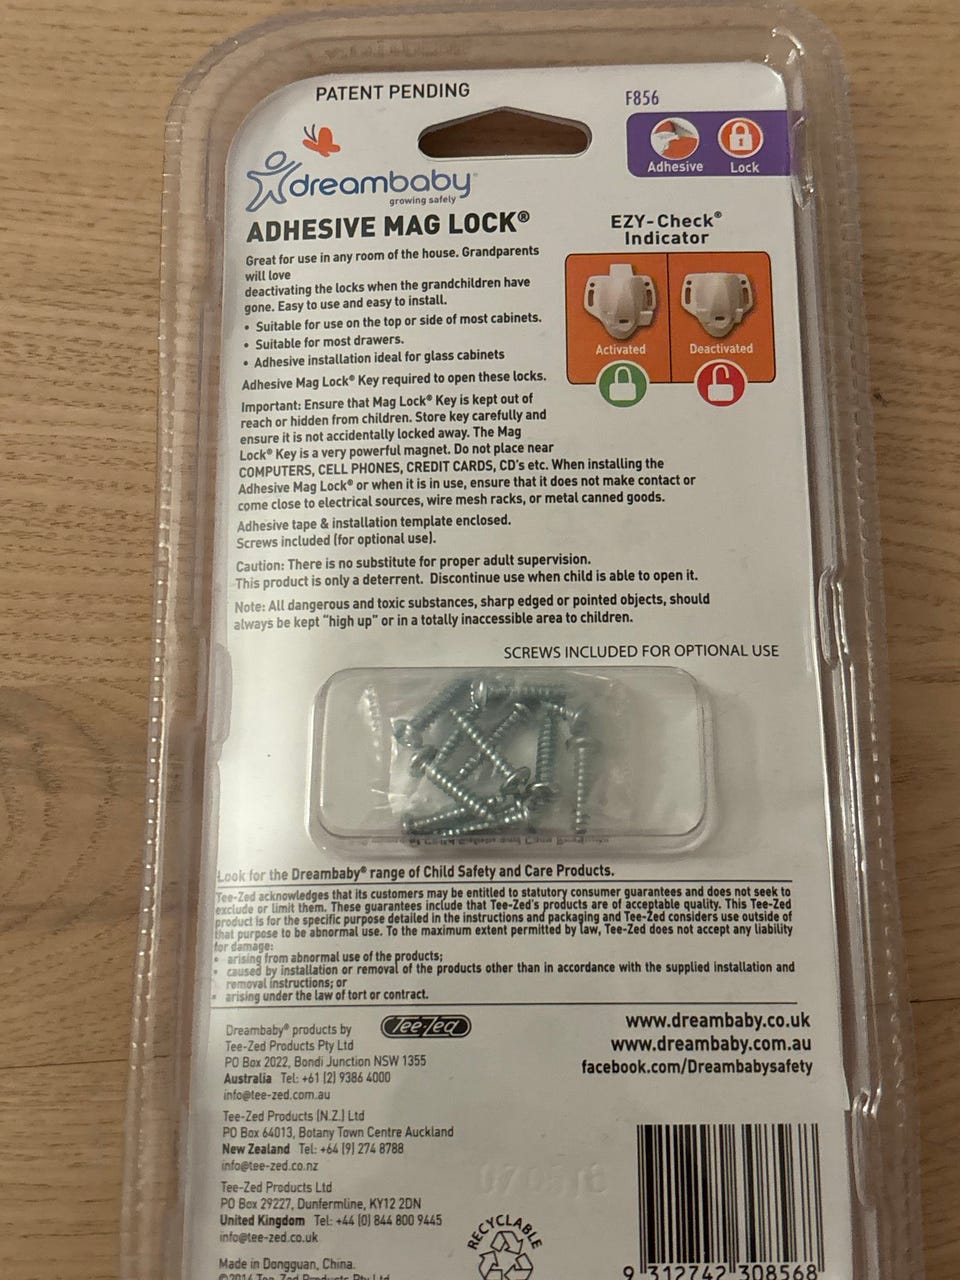 PATENT PENDING
F856
Adhesive Lock
dreambaby®
growing safely
ADHESIVE MAG LOCK®
Great for use in any room of the house. Grandparents
will love
deactivating the locks when the grandchildren have
gone. Easy to use and easy to install.
• Suitable for use on the top or side of most cabinets.
• Suitable for most drawers.
• Adhesive installation ideal for glass cabinets
Adhesive Mag Lock® Key required to open these locks.
EZY-Check®
Indicator
Activated Deactivated
Important: Ensure that Mag Lock® Key is kept out of
reach or hidden from children. Store key carefully and
ensure it is not accidentally locked away. The Mag
Lock® Key is a very powerful magnet. Do not place near
COMPUTERS, CELL PHONES, CREDIT CARDS, CD's etc. When installing the
Adhesive Mag Lock® or when it is in use, ensure that it does not make contact or
come close to electrical sources, wire mesh racks, or metal canned goods.
Adhesive tape & installation template enclosed.
Screws included (for optional use).
Caution: There is no substitute for proper adult supervision.
This product is only a deterrent. Discontinue use when child is able to open it.
Note: All dangerous and toxic substances, sharp edged or pointed objects, should
always be kept "high up" or in a totally inaccessible area to children.
SCREWS INCLUDED FOR OPTIONAL USE
Look for the Dreambaby® range of Child Safety and Care Products.
Tee-Zed acknowledges that its customers may be entitled to statutory consumer guarantees and does not seek to
exclude or limit them. These guarantees include that Tee-Zed's products are of acceptable quality. This Tee-Zed
product is for the specific purpose detailed in the instructions and packaging and Tee-Zed considers use outside of
that purpose to be abnormal use. To the maximum extent permitted by law, Tee-Zed does not accept any liability
for damage:
• arising from abnormal use of the products;
• caused by installation or removal of the products other than in accordance with the supplied installation and
removal instructions; or
• arising under the law of tort or contract.
Dreambaby® products by Tee-Zed
Tee-Zed Products Pty Ltd
PO Box 2022, Bondi Junction NSW 1355
Australia Tel: +61 (2) 9386 4000
info@tee-zed.com.au
Tee-Zed Products (N.Z.) Ltd
PO Box 64013, Botany Town Centre Auckland
New Zealand Tel: +64 (9) 274 8788
info@tee-zed.co.nz
Tee-Zed Products Ltd
PO Box 29227, Dunfermline, KY12 2DN
United Kingdom Tel: +44 (0) 844 800 9445
info@tee-zed.co.uk
Made in Dongguan, China.
©2014 Tee-Zed Products Pty Ltd
www.dreambaby.co.uk
www.dreambaby.com.au
facebook.com/Dreambabysafety
RECYCLABLE
9 312742 308568